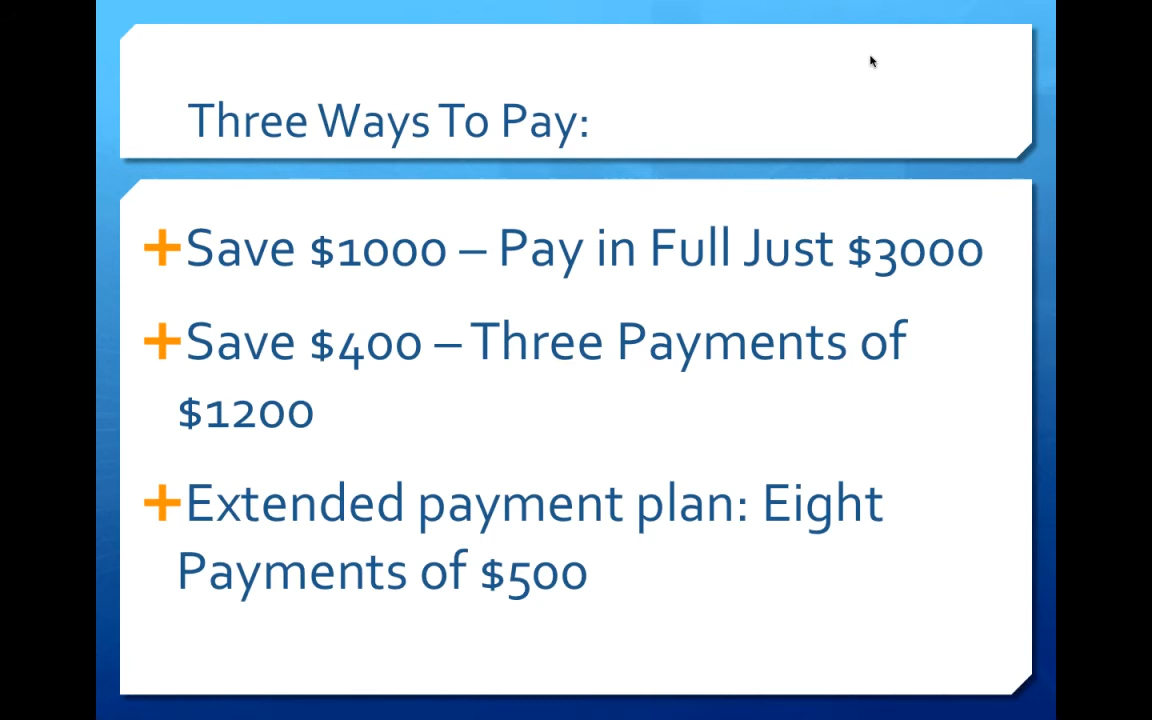 Three Ways To Pay:
+Save $1000 – Pay in Full Just $3000
+Save $400 – Three Payments of
$1200
+Extended payment plan: Eight
Payments of $500